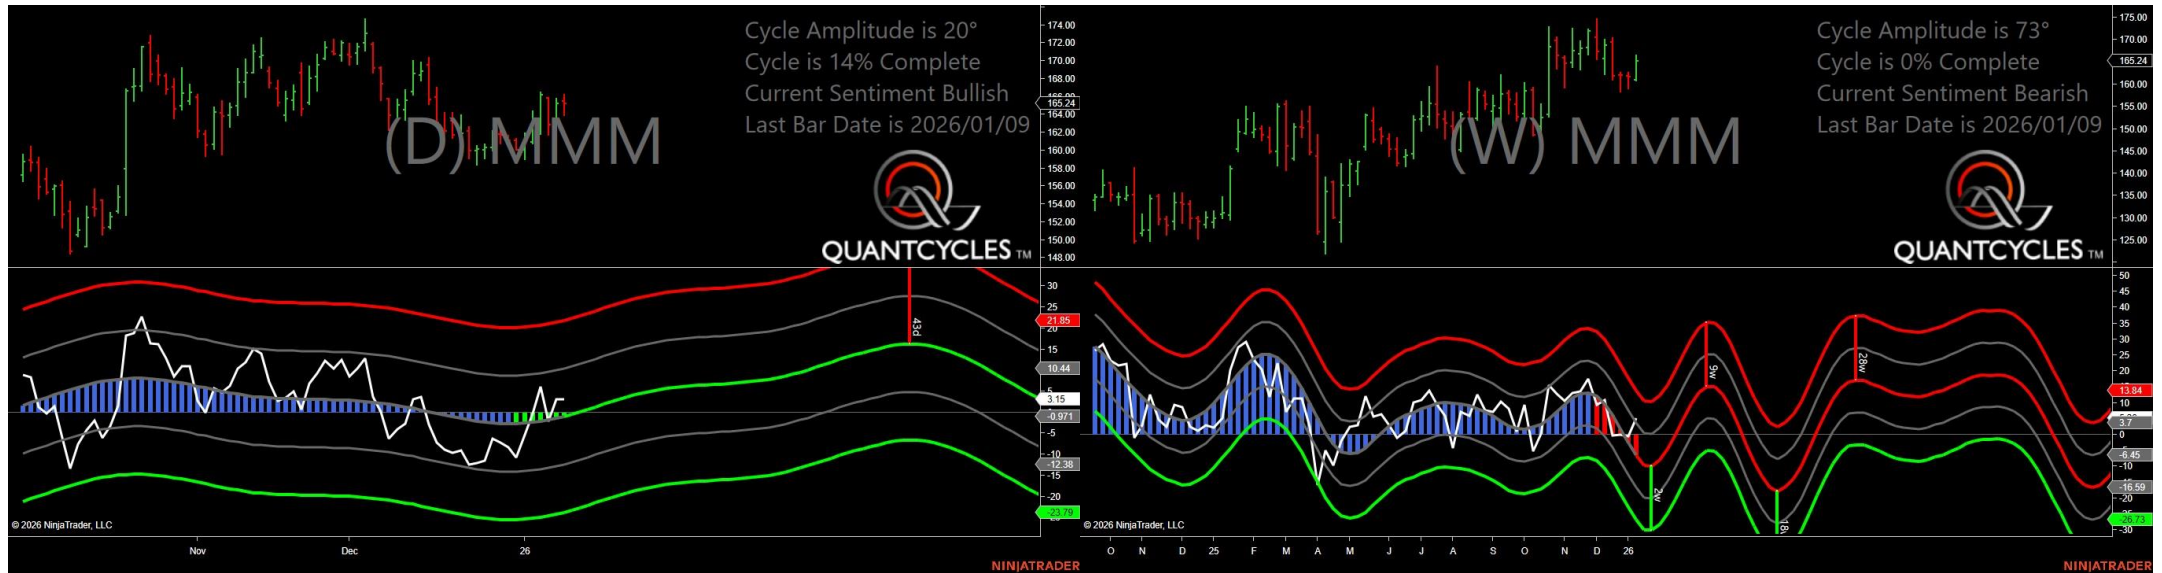 Cycle Amplitude is 20°
Cycle is 14% Complete
Current Sentiment Bullish
Last Bar Date is 2026/01/09
(D) MMM
QUANTCYCLES TM
174.00
172.00
170.00
168.00
165.24
164.00
162.00
160.00
158.00
156.00
154.00
152.00
150.00
148.00
43d
30
25
21.85
20
15
10.44
5
3.15
-0.971
-5
-10
-12.38
-15
-20
-23.79
© 2026 NinjaTrader, LLC
Nov
Dec
26
NINJATRADER
Cycle Amplitude is 73°
Cycle is 0% Complete
Current Sentiment Bearish
Last Bar Date is 2026/01/09
(W) MMM
QUANTCYCLES TM
175.00
170.00
165.24
160.00
155.00
150.00
145.00
140.00
135.00
130.00
125.00
2w
9w
28w
50
45
40
35
30
25
20
15
13.84
10
3.7
0
-6.45
-10
-16.59
-20
-26.73
-30
© 2026 NinjaTrader, LLC
O
N
D
25
F
M
A
M
J
J
A
S
O
N
D
26
NINJATRADER